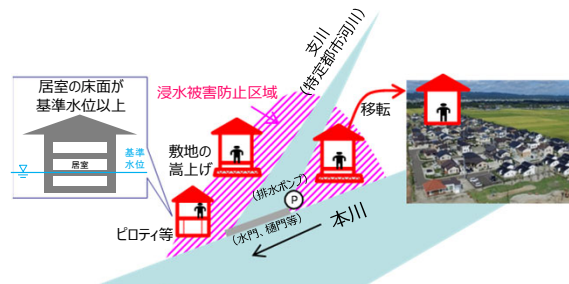 居室の床面が
基準水位以上
居室
基準
水位
浸水被害防止区域
支川
(特定都市河川)
移転
敷地の
嵩上げ
ピロティ等
(排水ポンプ)
P
(水門、樋門等)
本川